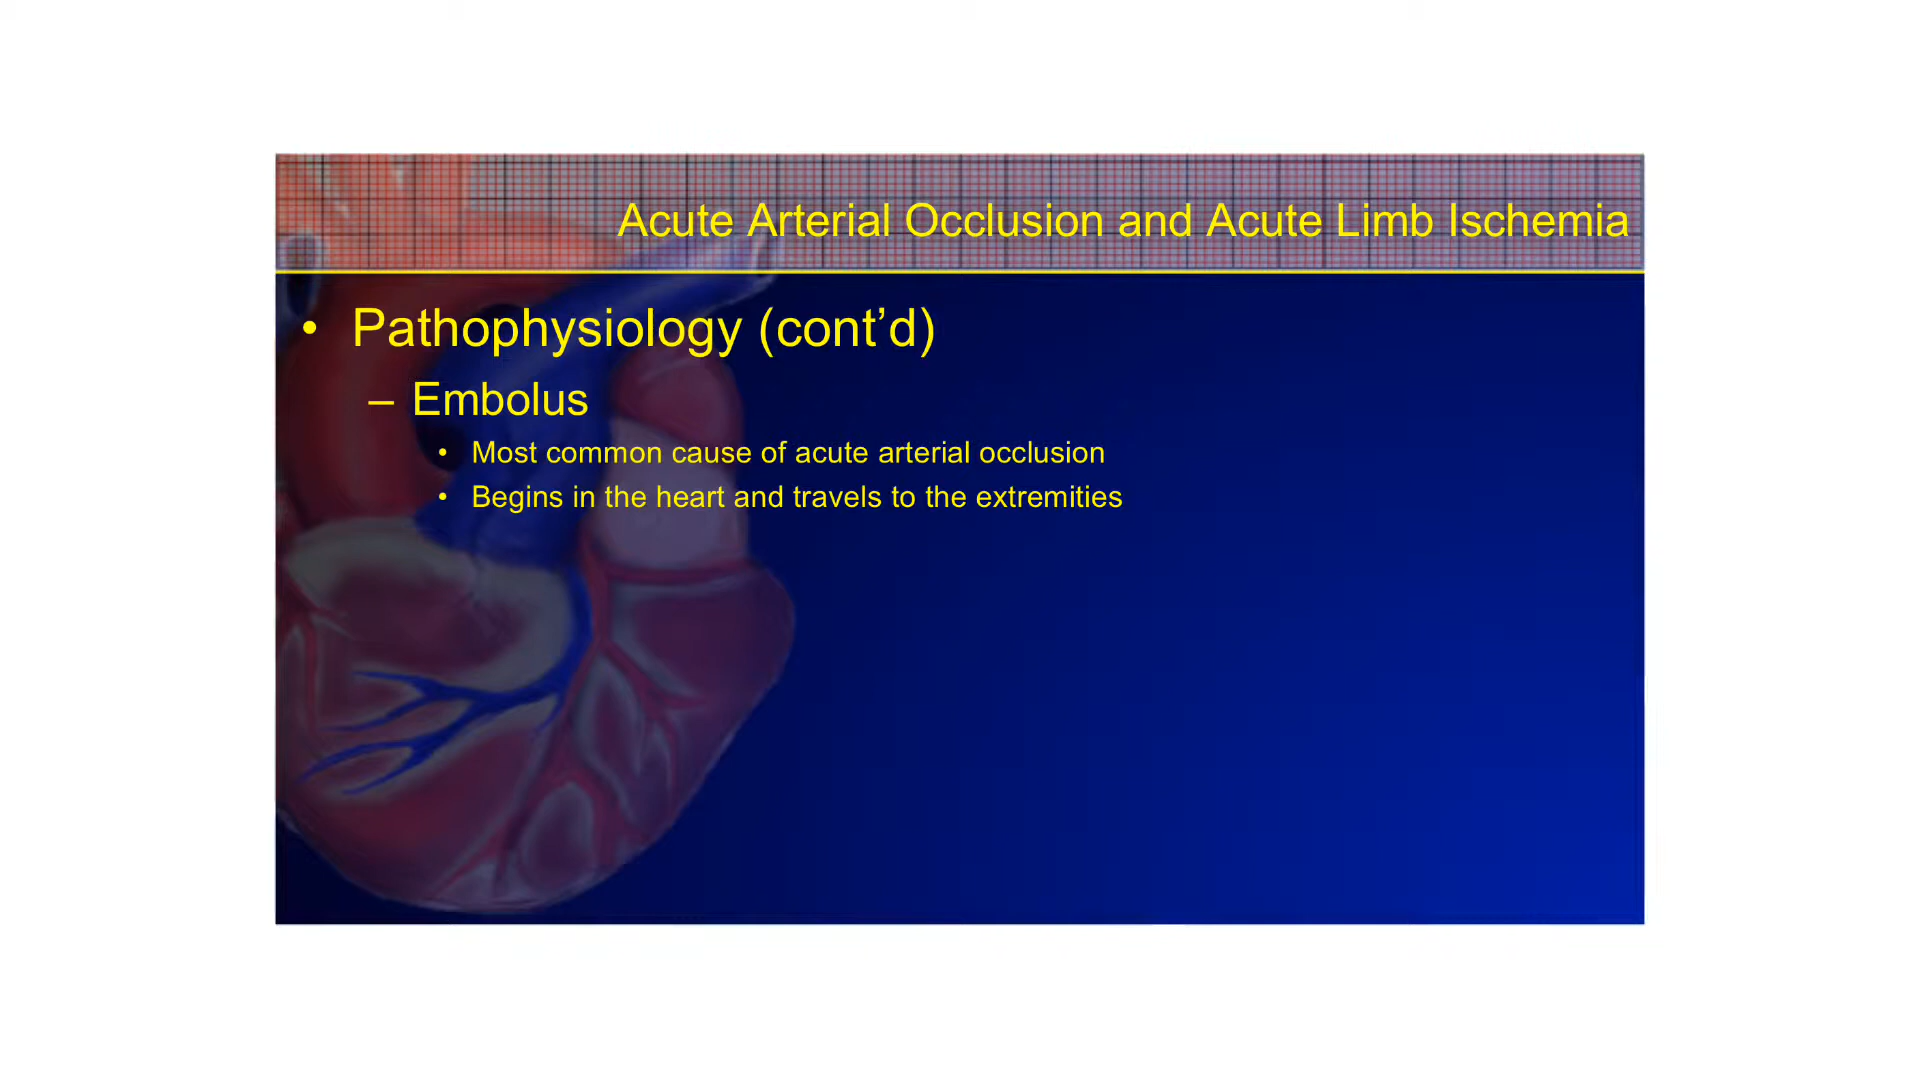 Acute Arterial Occlusion and Acute Limb Ischemia
• Pathophysiology (cont’d)
– Embolus
• Most common cause of acute arterial occlusion
• Begins in the heart and travels to the extremities